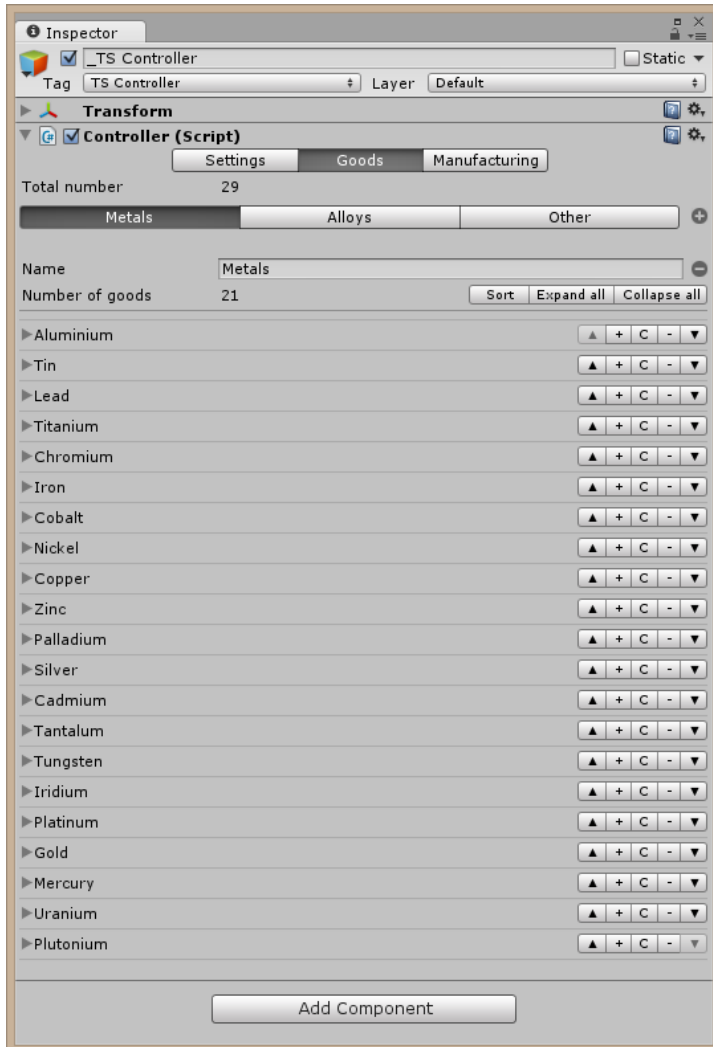 Inspector
_TS Controller Static
Tag TS Controller Layer Default
Transform
C# Controller (Script)
Settings Goods Manufacturing
Total number 29
Metals Alloys Other
Name Metals
Number of goods 21 Sort Expand all Collapse all
Aluminium + C -
Tin + C -
Lead + C -
Titanium + C -
Chromium + C -
Iron + C -
Cobalt + C -
Nickel + C -
Copper + C -
Zinc + C -
Palladium + C -
Silver + C -
Cadmium + C -
Tantalum + C -
Tungsten + C -
Iridium + C -
Platinum + C -
Gold + C -
Mercury + C -
Uranium + C -
Plutonium + C -
Add Component